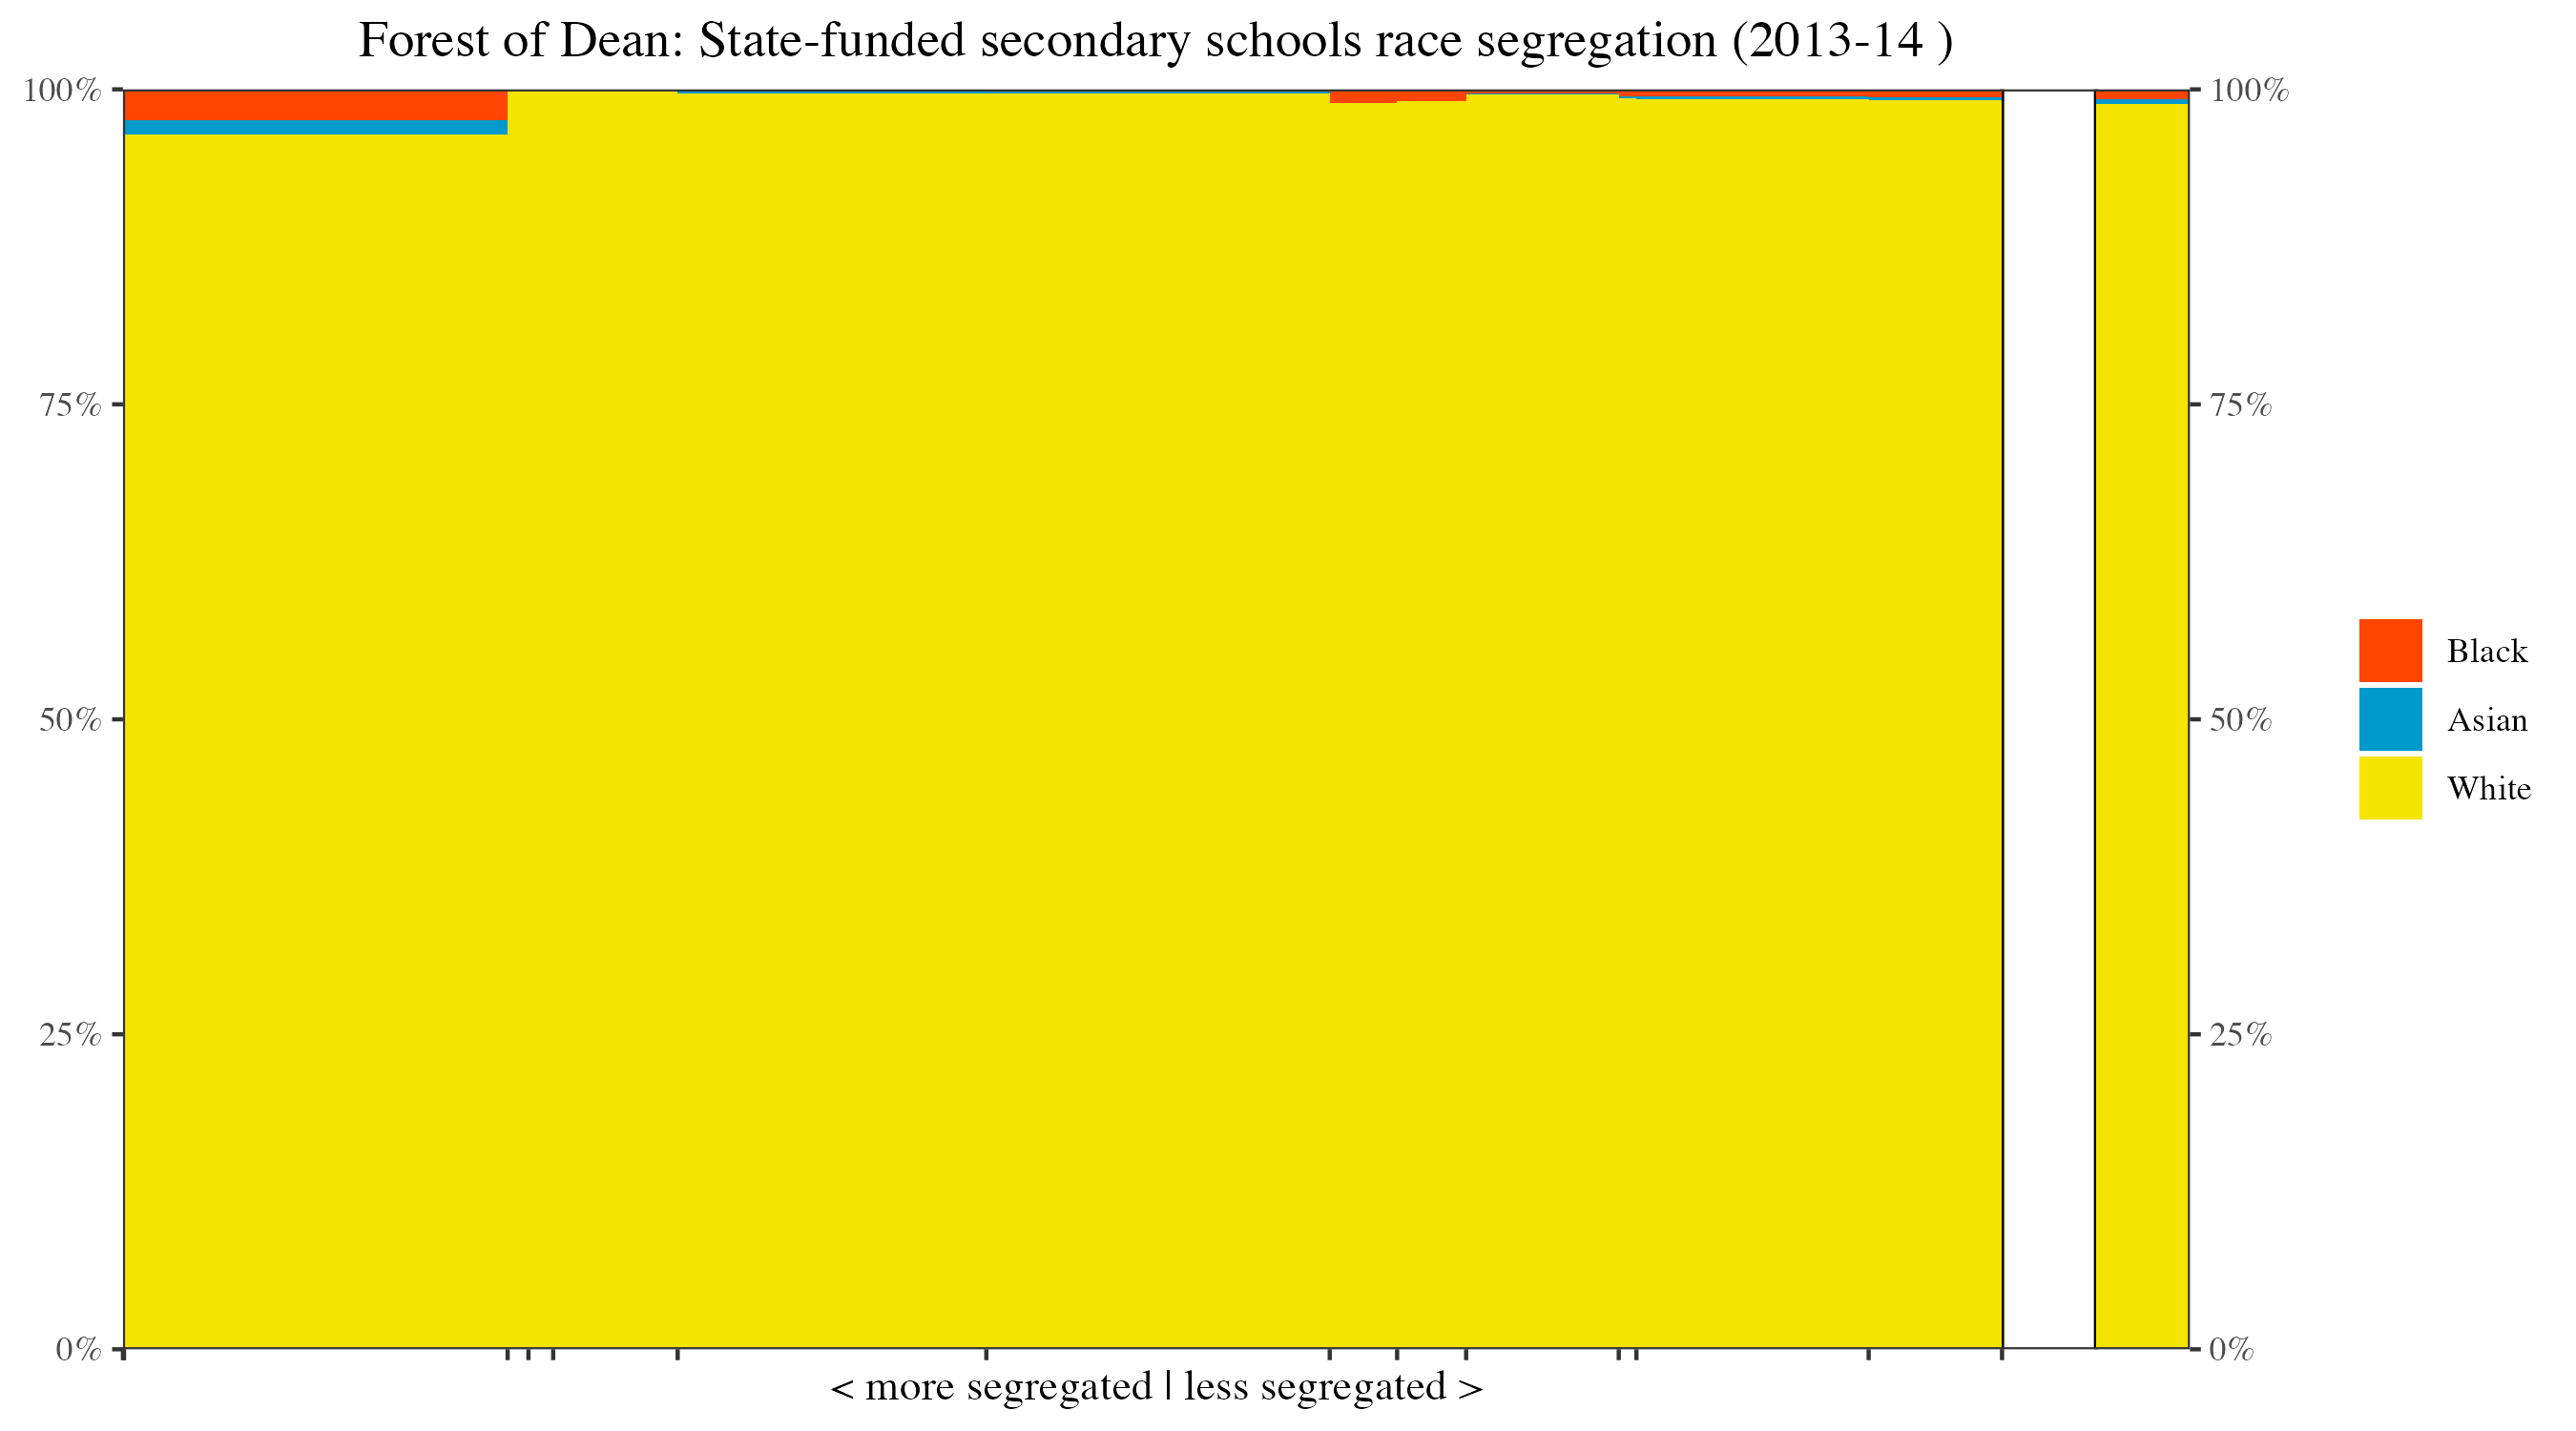 Forest of Dean: State-funded secondary schools race segregation (2013-14 )
100%
75%
50%
25%
0%
100%
75%
50%
25%
0%
< more segregated | less segregated >
Black
Asian
White